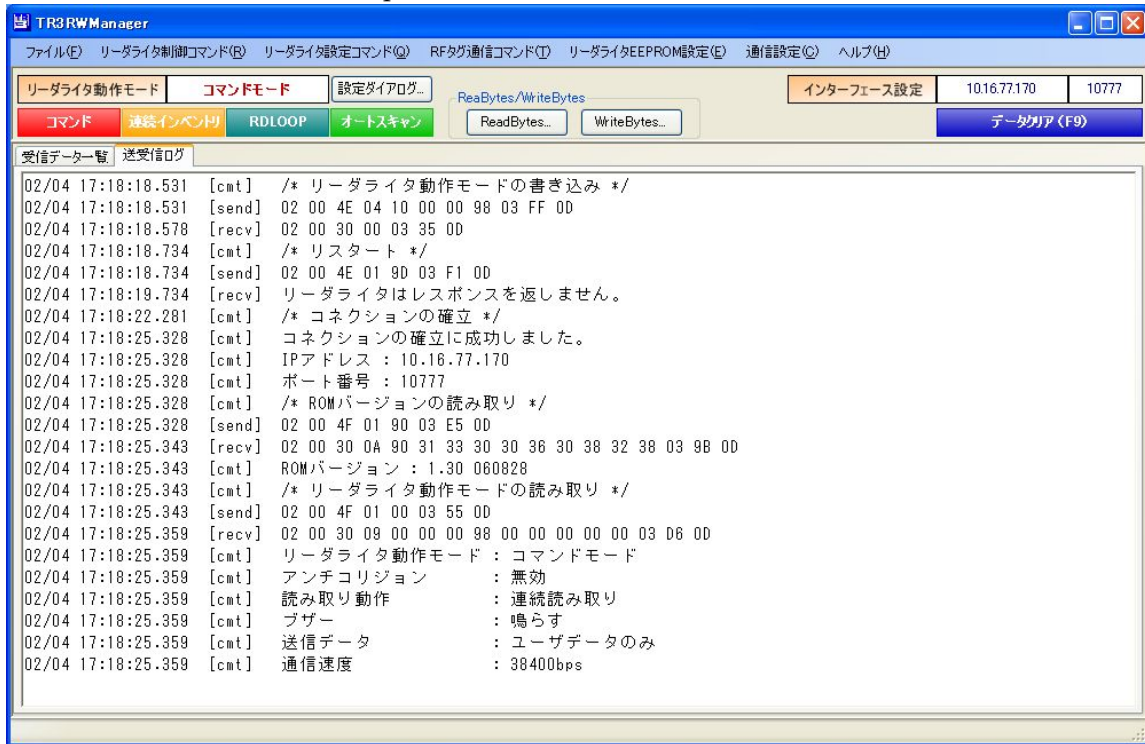 TR3RWManager
ファイル(F) リーダライタ制御コマンド(R) リーダライタ設定コマンド(Q) RFタグ通信コマンド(T) リーダライタEEPROM設定(E) 通信設定(C) ヘルプ(H)
リーダライタ動作モード コマンドモード 設定ダイアログ... ReaBytes/WriteBytes インターフェース設定 10.16.77.170 10777
コマンド 連続インベントリ RDLOOP オートスキャン ReadBytes... WriteBytes... データクリア (F9)
受信データ一覧 送受信ログ
02/04 17:18:18.531 [cmt] /* リーダライタ動作モードの書き込み */
02/04 17:18:18.531 [send] 02 00 4E 04 10 00 00 98 03 FF 0D
02/04 17:18:18.578 [recv] 02 00 30 00 03 35 0D
02/04 17:18:18.734 [cmt] /* リスタート */
02/04 17:18:18.734 [send] 02 00 4E 01 9D 03 F1 0D
02/04 17:18:19.734 [recv] リーダライタはレスポンスを返しません。
02/04 17:18:22.281 [cmt] /* コネクションの確立 */
02/04 17:18:25.328 [cmt] コネクションの確立に成功しました。
02/04 17:18:25.328 [cmt] IPアドレス : 10.16.77.170
02/04 17:18:25.328 [cmt] ポート番号 : 10777
02/04 17:18:25.328 [cmt] /* ROMバージョンの読み取り */
02/04 17:18:25.328 [send] 02 00 4F 01 90 03 E5 0D
02/04 17:18:25.343 [recv] 02 00 30 0A 90 31 33 30 30 36 30 38 32 38 03 9B 0D
02/04 17:18:25.343 [cmt] ROMバージョン : 1.30 060828
02/04 17:18:25.343 [cmt] /* リーダライタ動作モードの読み取り */
02/04 17:18:25.343 [send] 02 00 4F 01 00 03 55 0D
02/04 17:18:25.359 [recv] 02 00 30 09 00 00 00 98 00 00 00 00 00 03 D6 0D
02/04 17:18:25.359 [cmt] リーダライタ動作モード : コマンドモード
02/04 17:18:25.359 [cmt] アンチコリジョン : 無効
02/04 17:18:25.359 [cmt] 読み取り動作 : 連続読み取り
02/04 17:18:25.359 [cmt] ブザー : 鳴らす
02/04 17:18:25.359 [cmt] 送信データ : ユーザデータのみ
02/04 17:18:25.359 [cmt] 通信速度 : 38400bps